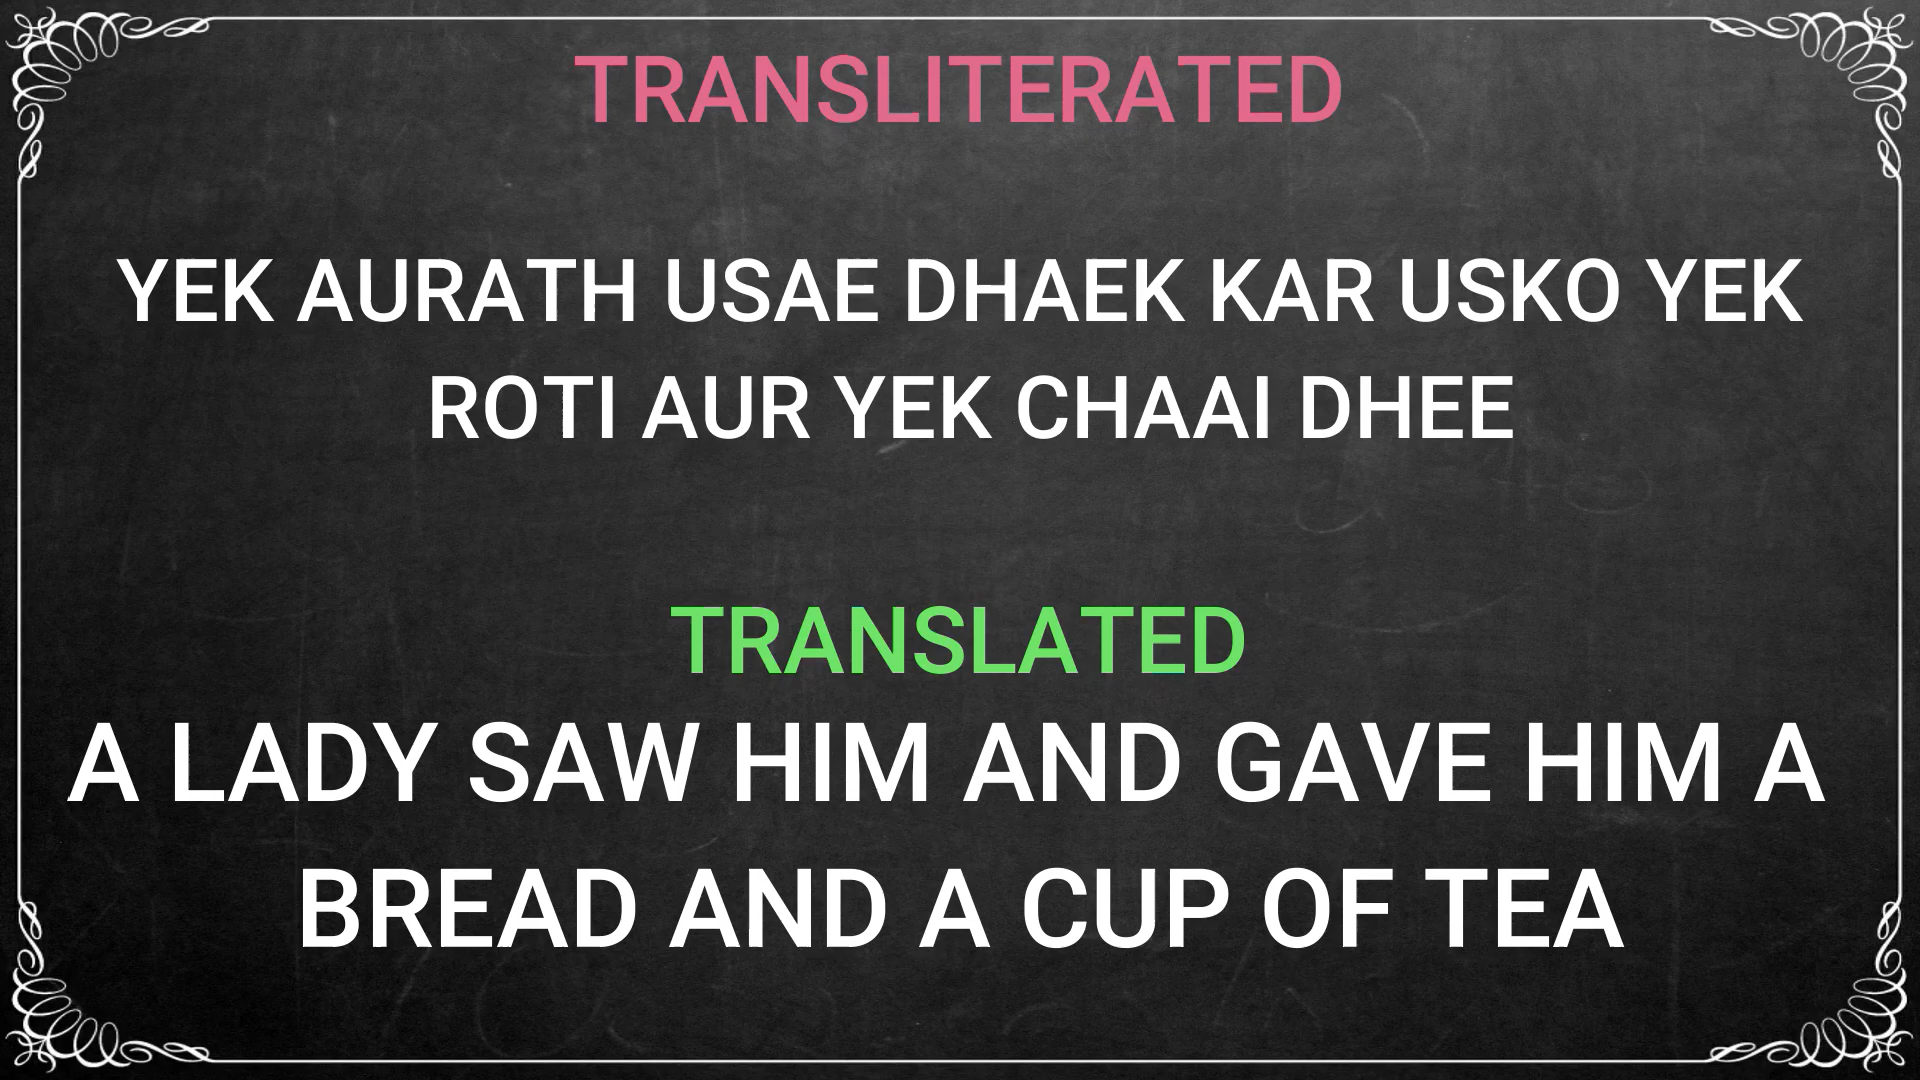 TRANSLITERATED
YEK AURATH USAE DHAEK KAR USKO YEK
ROTI AUR YEK CHAAI DHEE
TRANSLATED
A LADY SAW HIM AND GAVE HIM A
BREAD AND A CUP OF TEA